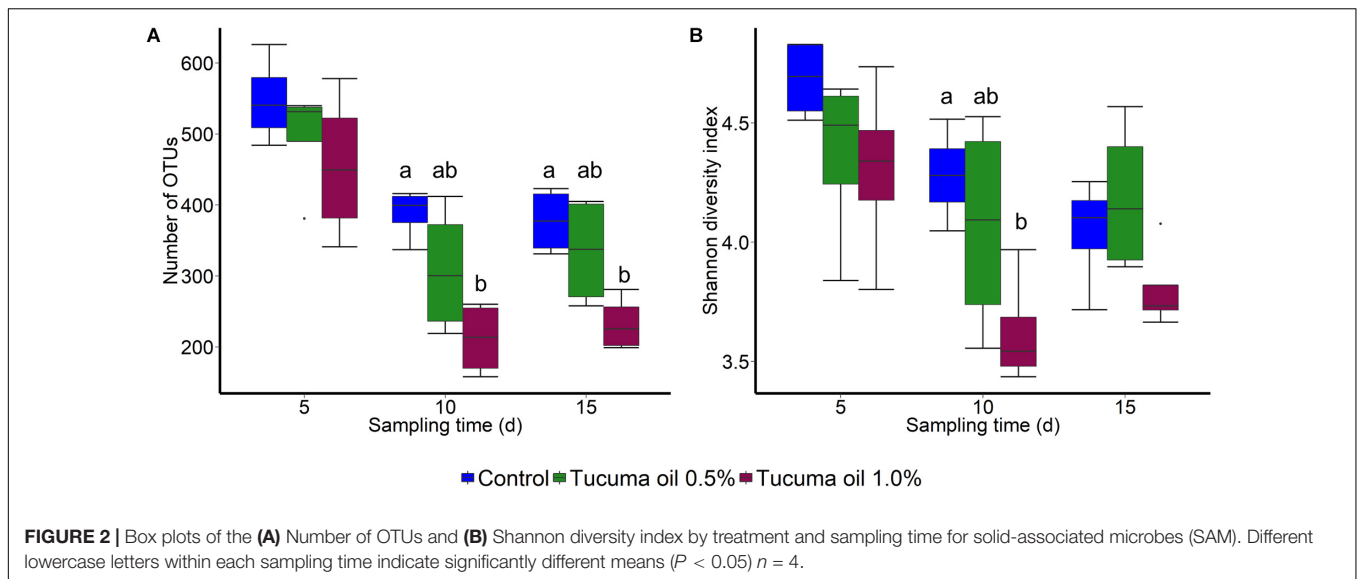 A
B
Number of OTUs
600
500
400
300
200
a ab b
a ab b
5 10 15
Sampling time (d)
Shannon diversity index
4.5
4.0
3.5
a ab b
5 10 15
Sampling time (d)
Control Tucuma oil 0.5% Tucuma oil 1.0%
FIGURE 2 | Box plots of the (A) Number of OTUs and (B) Shannon diversity index by treatment and sampling time for solid-associated microbes (SAM). Different
lowercase letters within each sampling time indicate significantly different means (P < 0.05) n = 4.